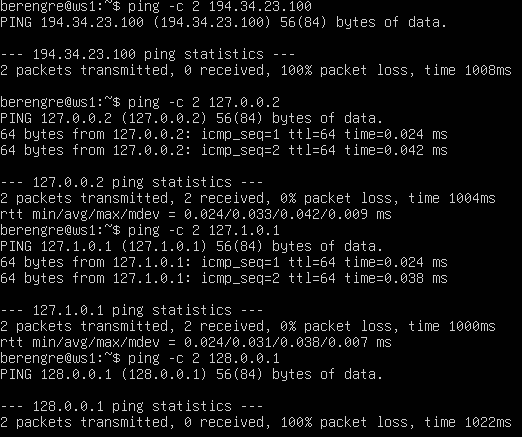 berengre@ws1:~$ ping -c 2 194.34.23.100
PING 194.34.23.100 (194.34.23.100) 56(84) bytes of data.

--- 194.34.23.100 ping statistics ---
2 packets transmitted, 0 received, 100% packet loss, time 1008ms

berengre@ws1:~$ ping -c 2 127.0.0.2
PING 127.0.0.2 (127.0.0.2) 56(84) bytes of data.
64 bytes from 127.0.0.2: icmp_seq=1 ttl=64 time=0.024 ms
64 bytes from 127.0.0.2: icmp_seq=2 ttl=64 time=0.042 ms

--- 127.0.0.2 ping statistics ---
2 packets transmitted, 2 received, 0% packet loss, time 1004ms
rtt min/avg/max/mdev = 0.024/0.033/0.042/0.009 ms
berengre@ws1:~$ ping -c 2 127.1.0.1
PING 127.1.0.1 (127.1.0.1) 56(84) bytes of data.
64 bytes from 127.1.0.1: icmp_seq=1 ttl=64 time=0.024 ms
64 bytes from 127.1.0.1: icmp_seq=2 ttl=64 time=0.038 ms

--- 127.1.0.1 ping statistics ---
2 packets transmitted, 2 received, 0% packet loss, time 1000ms
rtt min/avg/max/mdev = 0.024/0.031/0.038/0.007 ms
berengre@ws1:~$ ping -c 2 128.0.0.1
PING 128.0.0.1 (128.0.0.1) 56(84) bytes of data.

--- 128.0.0.1 ping statistics ---
2 packets transmitted, 0 received, 100% packet loss, time 1022ms